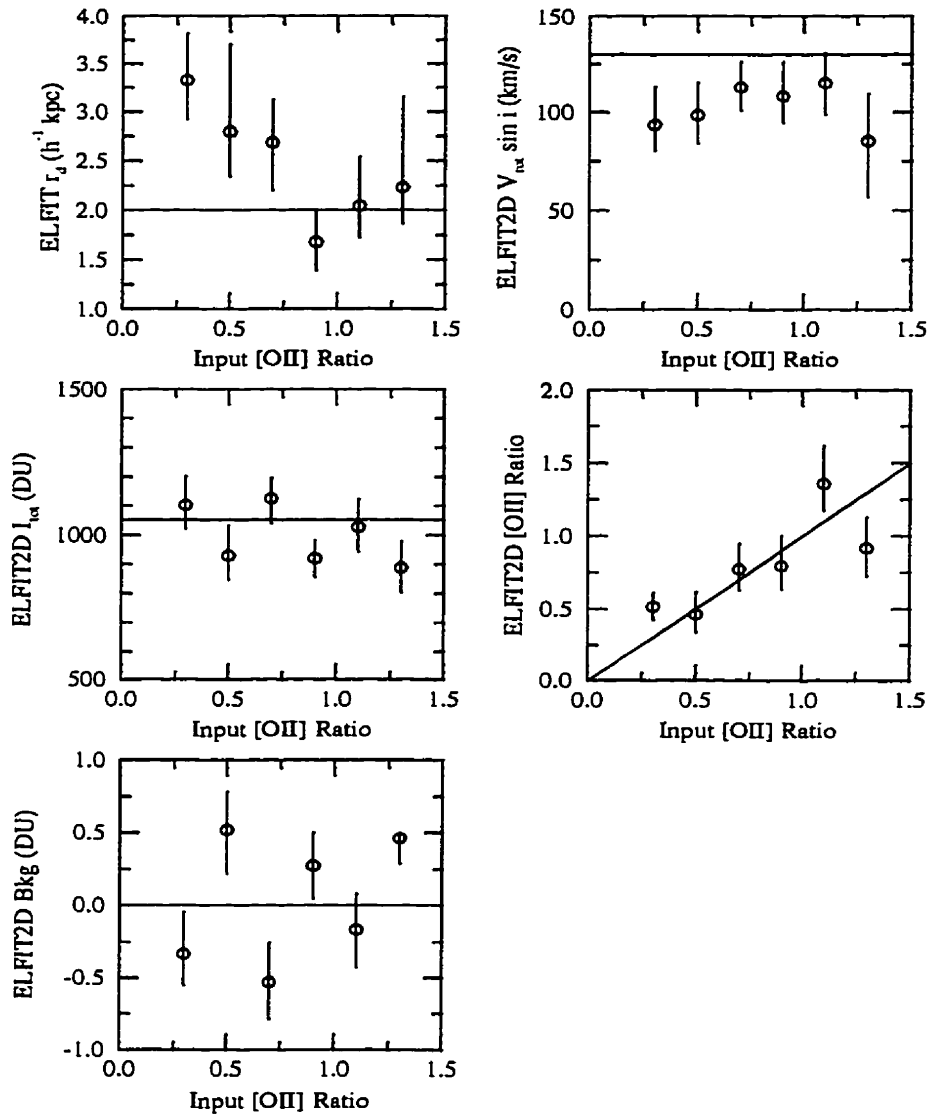 4.0
3.5
3.0
2.5
2.0
1.5
1.0
ELFIT r_d (h^-1 kpc)
0.0 0.5 1.0 1.5
Input [OII] Ratio
150
100
50
0
ELFIT2D V_rot sin i (km/s)
0.0 0.5 1.0 1.5
Input [OII] Ratio
1500
1000
500
ELFIT2D I_tot (DU)
0.0 0.5 1.0 1.5
Input [OII] Ratio
2.0
1.5
1.0
0.5
0.0
ELFIT2D [OII] Ratio
0.0 0.5 1.0 1.5
Input [OII] Ratio
1.0
0.5
0.0
-0.5
-1.0
ELFIT2D Bkg (DU)
0.0 0.5 1.0 1.5
Input [OII] Ratio